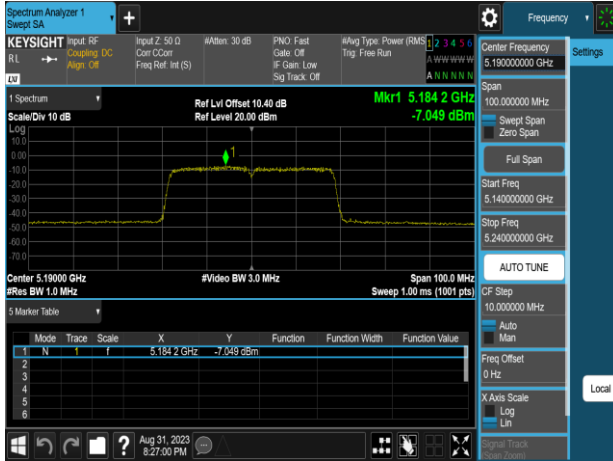 Spectrum Analyzer 1
Swept SA
+
Frequency
KEYSIGHT Input: RF
RL
Coupling: DC
Align: Off
LXI
Input Z: 50 Ω
Corr CCorr
Freq Ref: Int (S)
#Atten: 30 dB
PNO: Fast
Gate: Off
IF Gain: Low
Sig Track: Off
#Avg Type: Power (RMS
Trig: Free Run
1 2 3 4 5 6
A W W W W W
A N N N N N
Center Frequency
5.190000000 GHz
Settings
Span
100.000000 MHz
Swept Span
Zero Span
Full Span
Start Freq
5.140000000 GHz
Stop Freq
5.240000000 GHz
AUTO TUNE
CF Step
10.000000 MHz
Auto
Man
Freq Offset
0 Hz
X Axis Scale
Log
Lin
Signal Track
(Span Zoom)
Local
1 Spectrum
Scale/Div 10 dB
Ref Lvl Offset 10.40 dB
Ref Level 20.00 dBm
Mkr1 5.184 2 GHz
-7.049 dBm
Log
10.0
0.00
-10.0
-20.0
-30.0
-40.0
-50.0
-60.0
-70.0
1
Center 5.19000 GHz
#Res BW 1.0 MHz
#Video BW 3.0 MHz
Span 100.0 MHz
Sweep 1.00 ms (1001 pts)
5 Marker Table
Mode Trace Scale X Y Function Function Width Function Value
1 N 1 f 5.184 2 GHz -7.049 dBm
2
3
4
5
6
?
Aug 31, 2023
8:27:00 PM